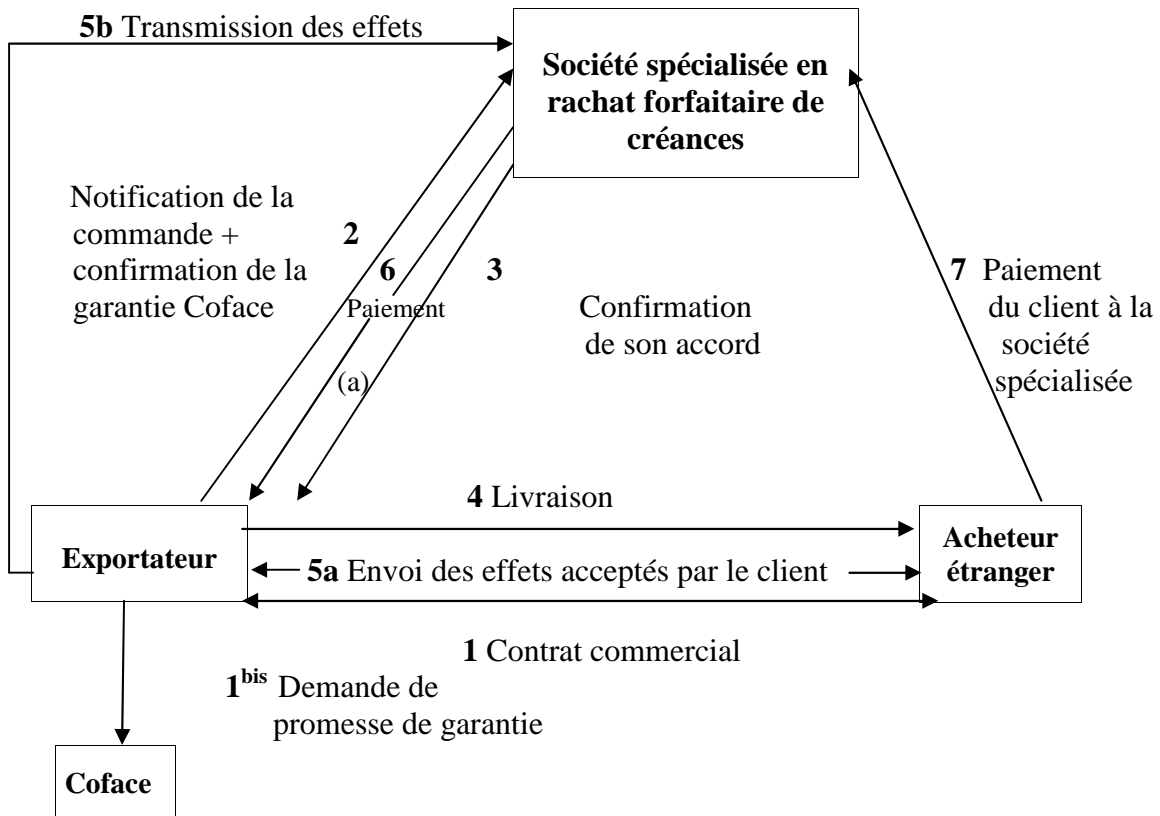 5b Transmission des effets
Société spécialisée en
rachat forfaitaire de
créances
Notification de la
commande +
confirmation de la
garantie Coface
2
6
Paiement
(a)
3
Confirmation
de son accord
7 Paiement
du client à la
société
spécialisée
4 Livraison
Exportateur
5a Envoi des effets acceptés par le client
Acheteur
étranger
1 Contrat commercial
1bis Demande de
promesse de garantie
Coface